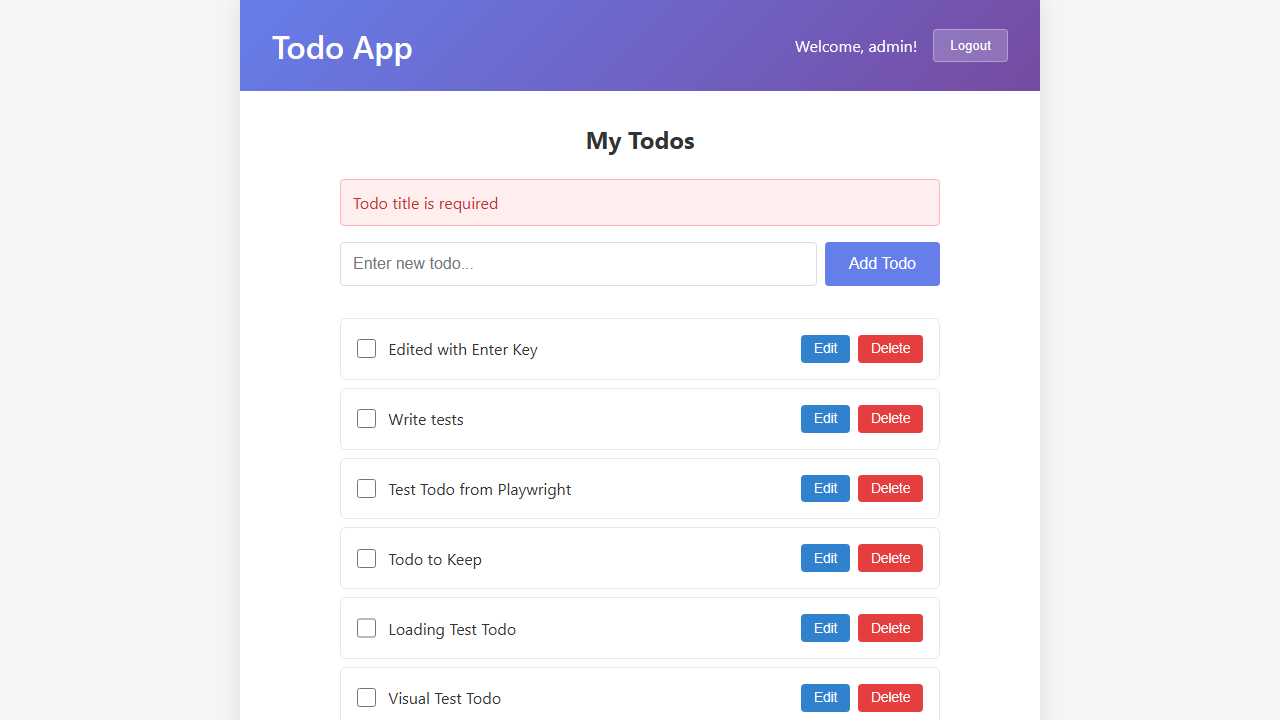 Todo App
Welcome, admin!
Logout
My Todos
Todo title is required
Enter new todo...
Add Todo
Edited with Enter Key
Edit
Delete
Write tests
Edit
Delete
Test Todo from Playwright
Edit
Delete
Todo to Keep
Edit
Delete
Loading Test Todo
Edit
Delete
Visual Test Todo
Edit
Delete